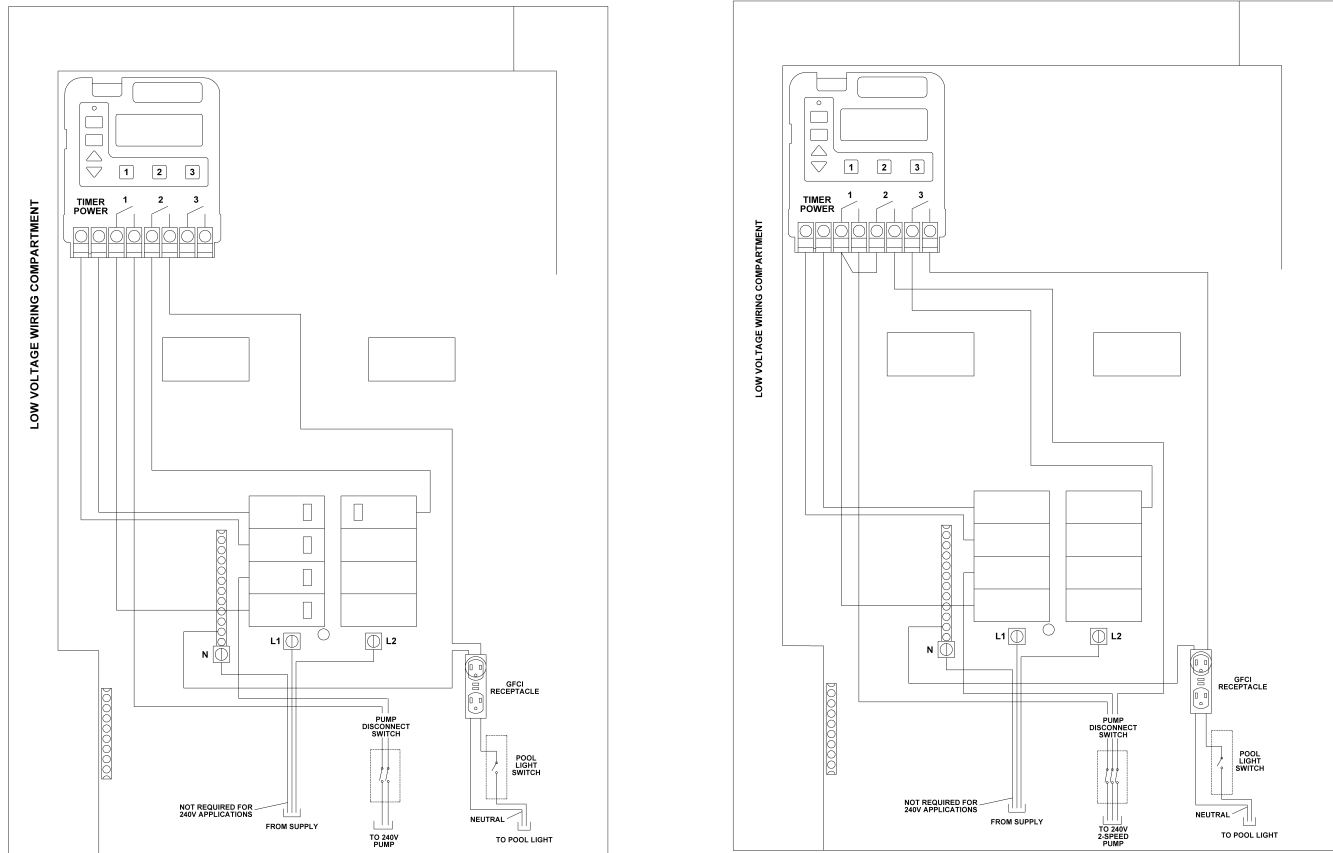 LOW VOLTAGE WIRING COMPARTMENT
1 2 3
TIMER
POWER
1 2 3
L1
L2
N
GFCI
RECEPTACLE
PUMP
DISCONNECT
SWITCH
POOL
LIGHT
SWITCH
NOT REQUIRED FOR
240V APPLICATIONS
FROM SUPPLY
NEUTRAL
TO 240V
PUMP
TO POOL LIGHT
LOW VOLTAGE WIRING COMPARTMENT
1 2 3
TIMER
POWER
1 2 3
L1
L2
N
GFCI
RECEPTACLE
PUMP
DISCONNECT
SWITCH
POOL
LIGHT
SWITCH
NOT REQUIRED FOR
240V APPLICATIONS
FROM SUPPLY
NEUTRAL
TO 240V
2-SPEED
PUMP
TO POOL LIGHT